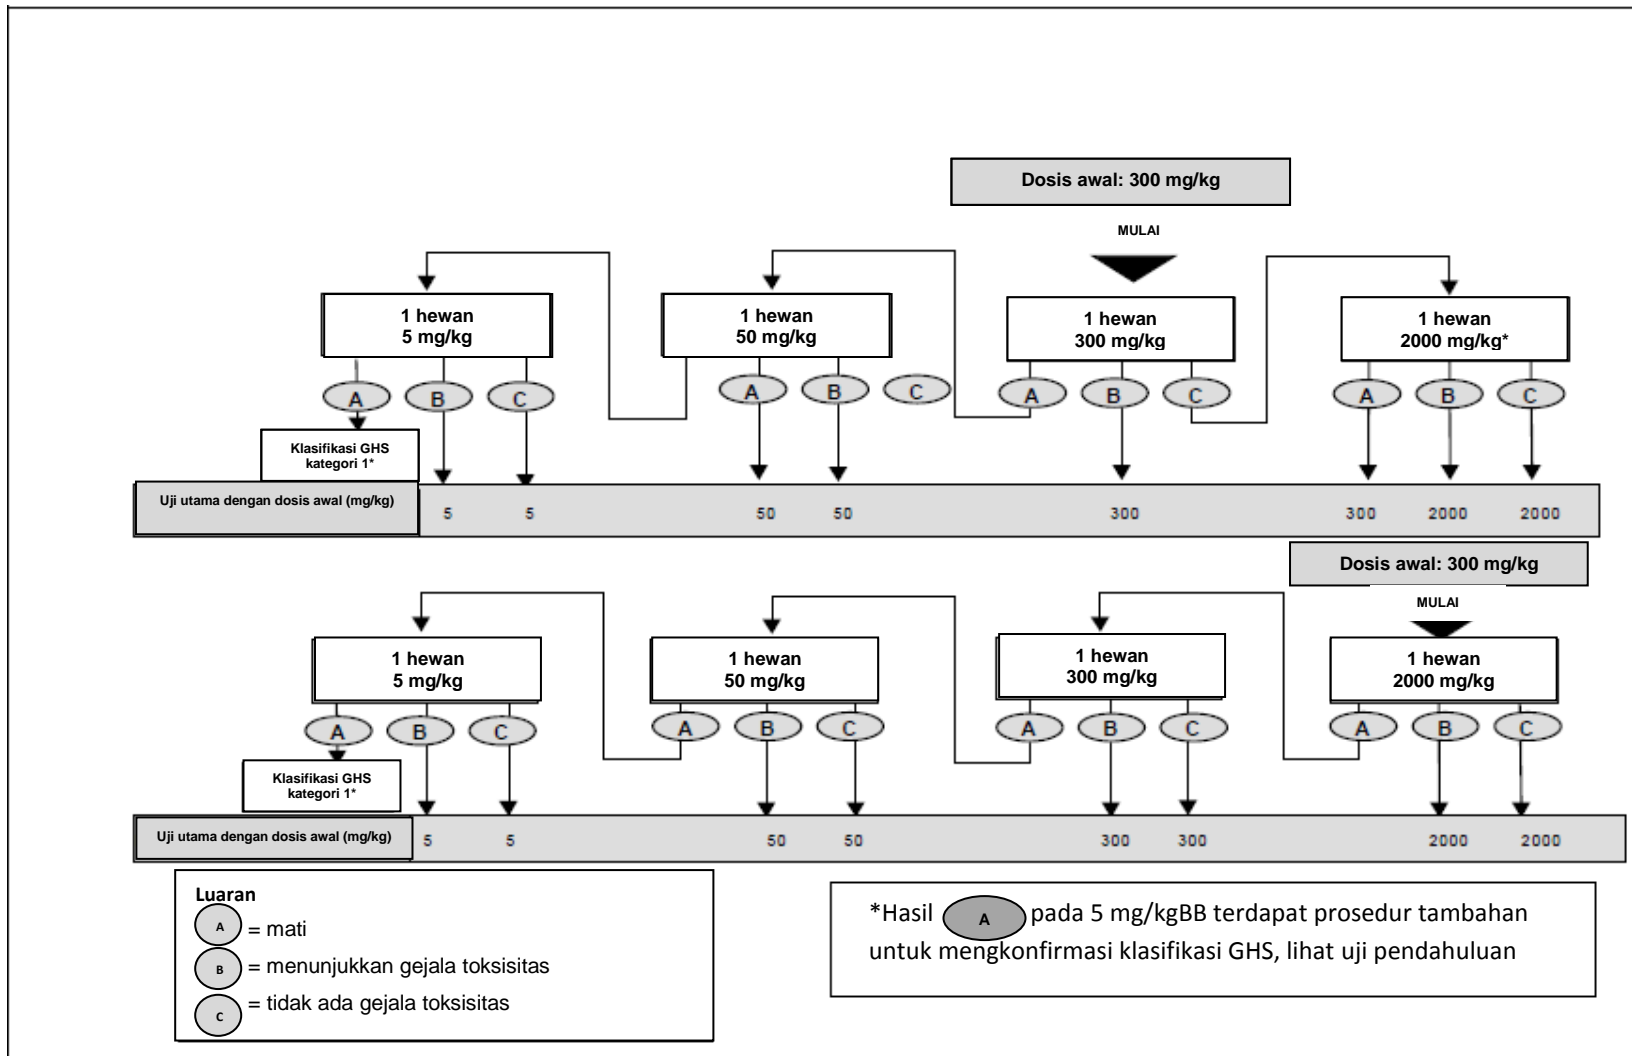 Dosis awal: 300 mg/kg
MULAI
1 hewan
5 mg/kg
1 hewan
50 mg/kg
1 hewan
300 mg/kg
1 hewan
2000 mg/kg*
A
B
C
A
B
C
A
B
C
A
B
C
Klasifikasi GHS
kategori 1*
Uji utama dengan dosis awal (mg/kg)
5
5
50
50
300
300
2000
2000
Dosis awal: 300 mg/kg
MULAI
1 hewan
5 mg/kg
1 hewan
50 mg/kg
1 hewan
300 mg/kg
1 hewan
2000 mg/kg
A
B
C
A
B
C
A
B
C
A
B
C
Klasifikasi GHS
kategori 1*
Uji utama dengan dosis awal (mg/kg)
5
5
50
50
300
300
2000
2000
Luaran
A = mati
B = menunjukkan gejala toksisitas
C = tidak ada gejala toksisitas
*Hasil A pada 5 mg/kgBB terdapat prosedur tambahan
untuk mengkonfirmasi klasifikasi GHS, lihat uji pendahuluan